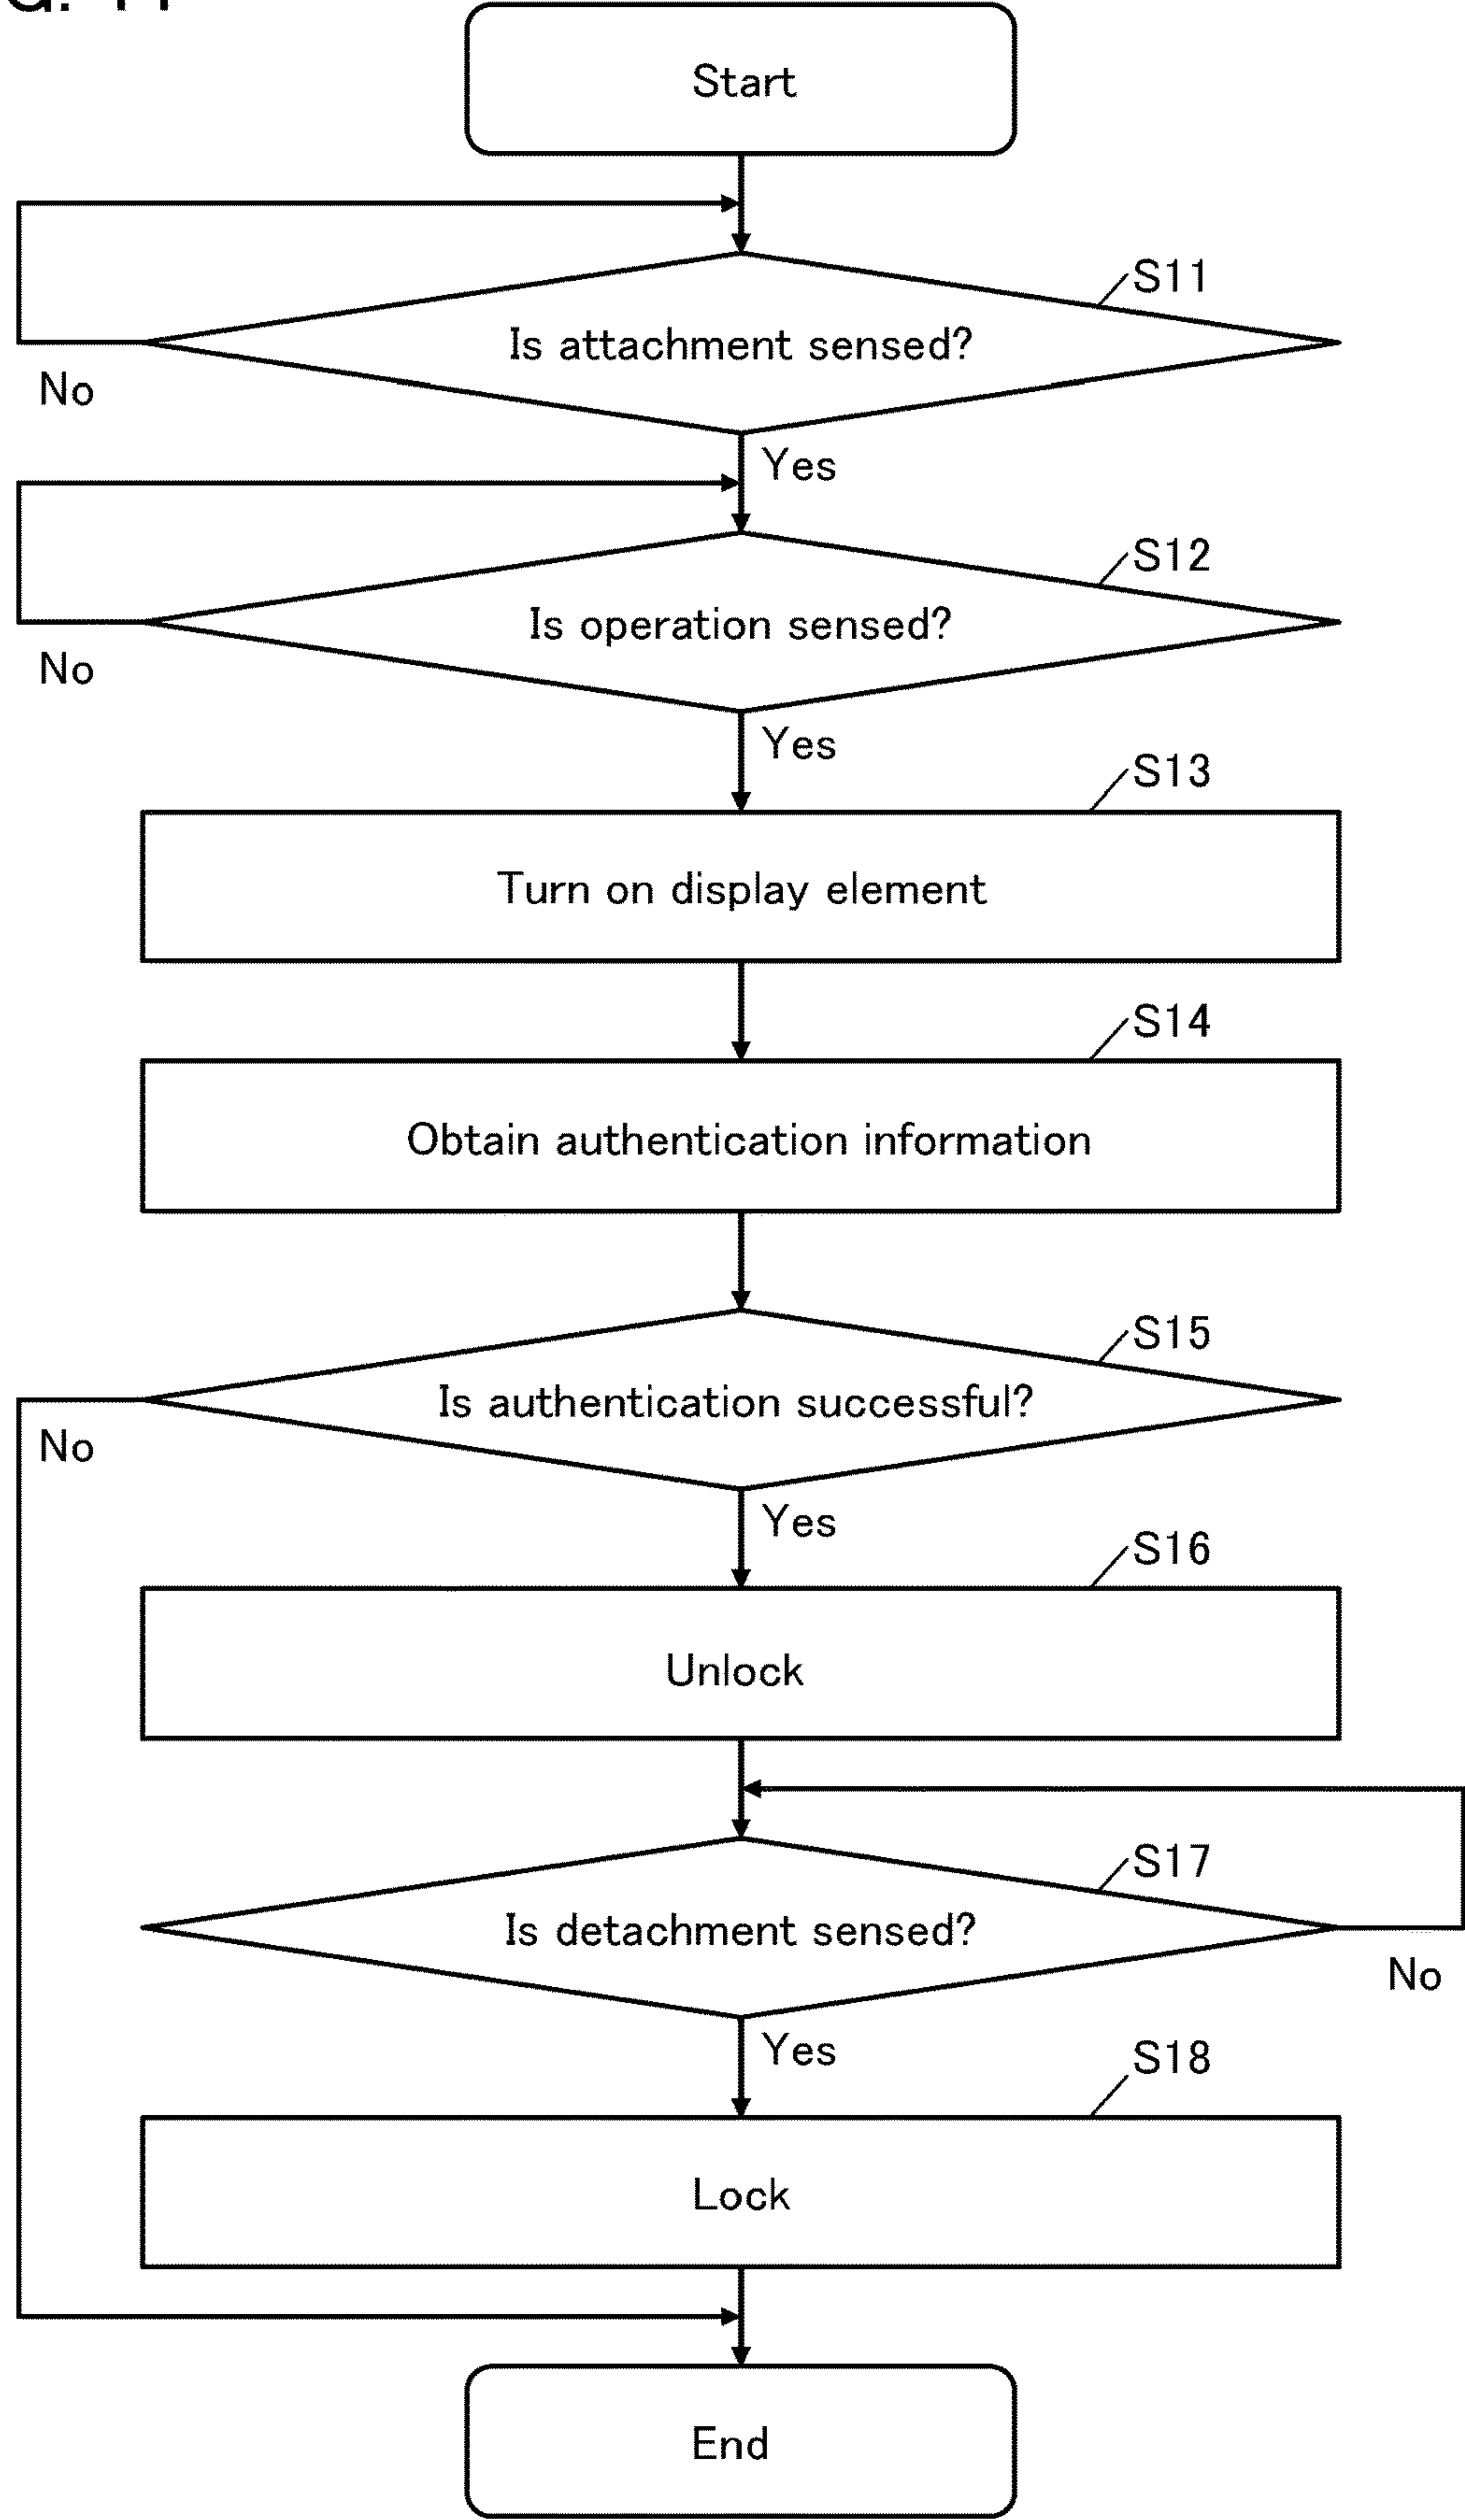 Start
S11
Is attachment sensed?
No
Yes
S12
Is operation sensed?
No
Yes
S13
Turn on display element
S14
Obtain authentication information
S15
Is authentication successful?
No
Yes
S16
Unlock
S17
Is detachment sensed?
No
Yes
S18
Lock
End